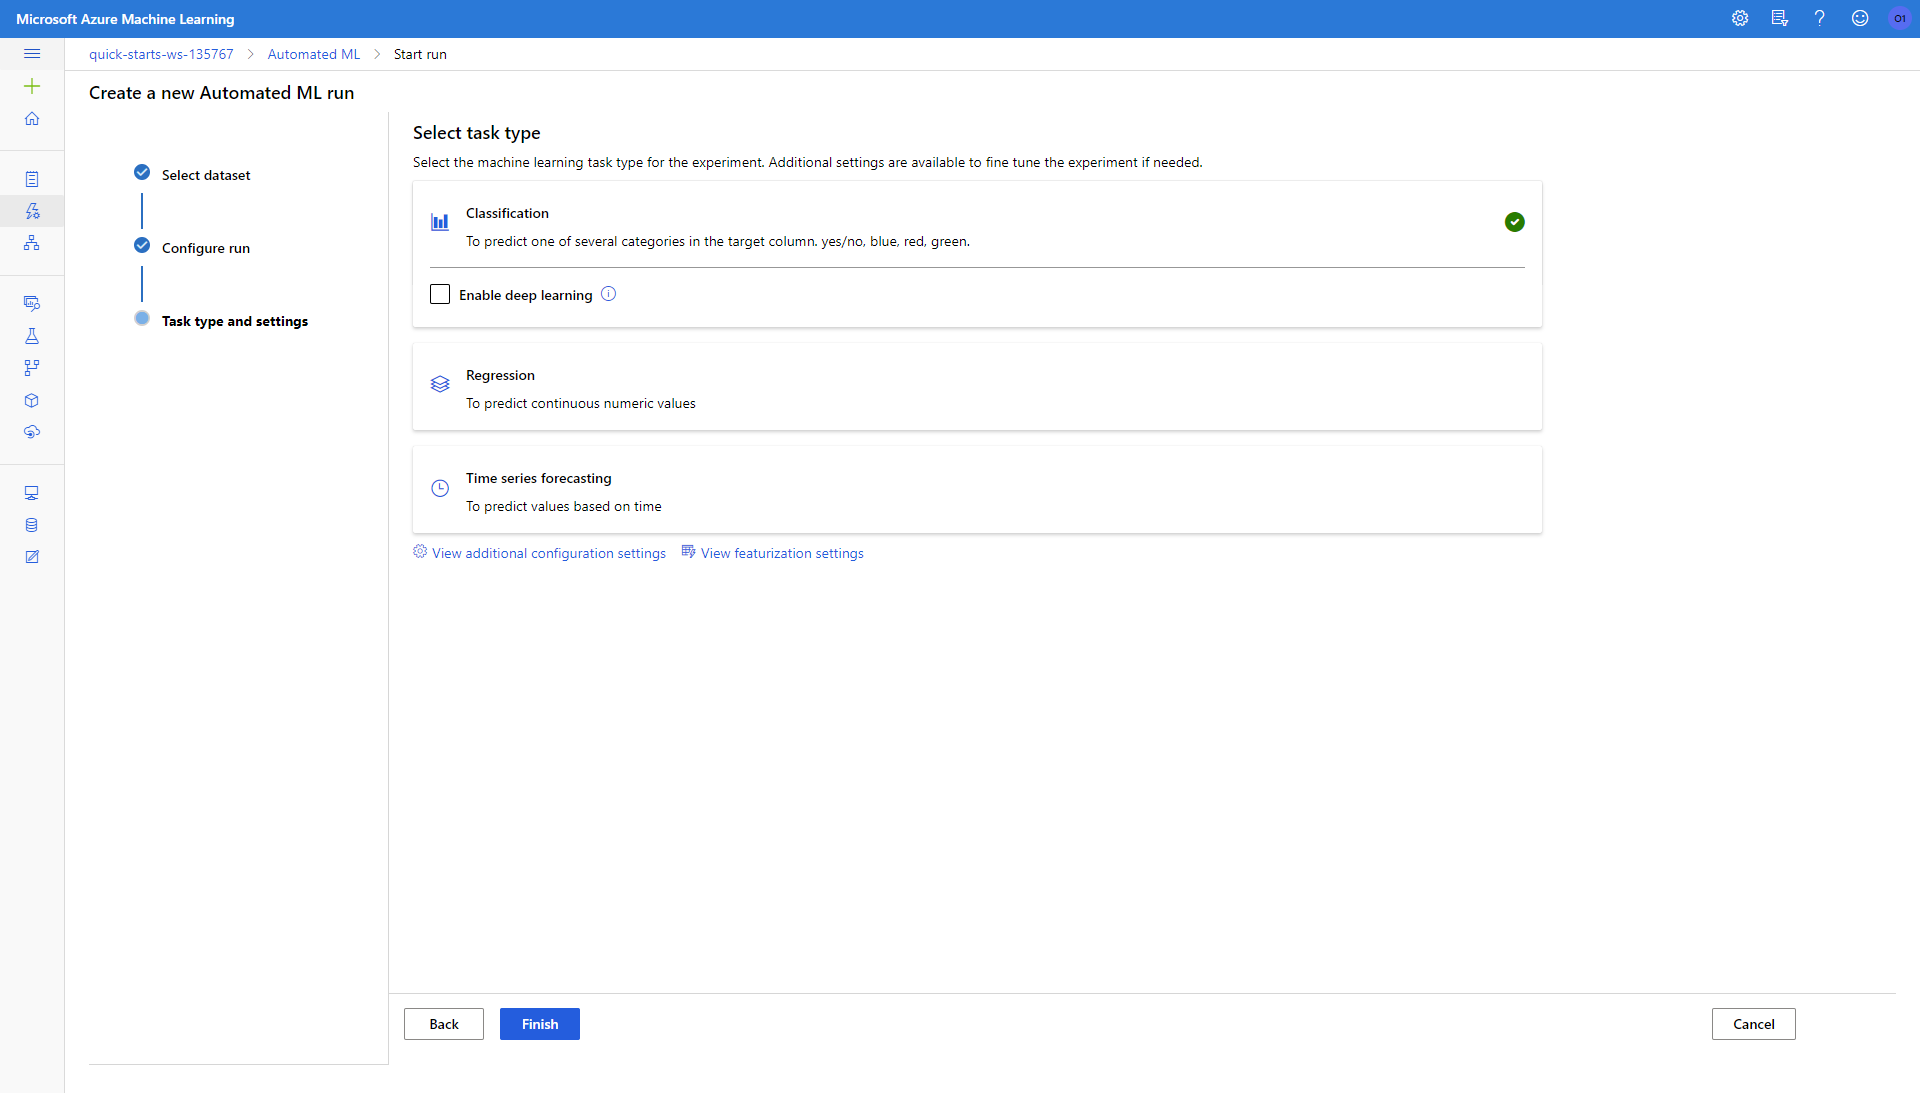 Microsoft Azure Machine Learning
O1
quick-starts-ws-135767 > Automated ML > Start run
Create a new Automated ML run
Select dataset
Configure run
Task type and settings
Select task type
Select the machine learning task type for the experiment. Additional settings are available to fine tune the experiment if needed.
Classification
To predict one of several categories in the target column. yes/no, blue, red, green.
Enable deep learning
Regression
To predict continuous numeric values
Time series forecasting
To predict values based on time
View additional configuration settings
View featurization settings
Back
Finish
Cancel